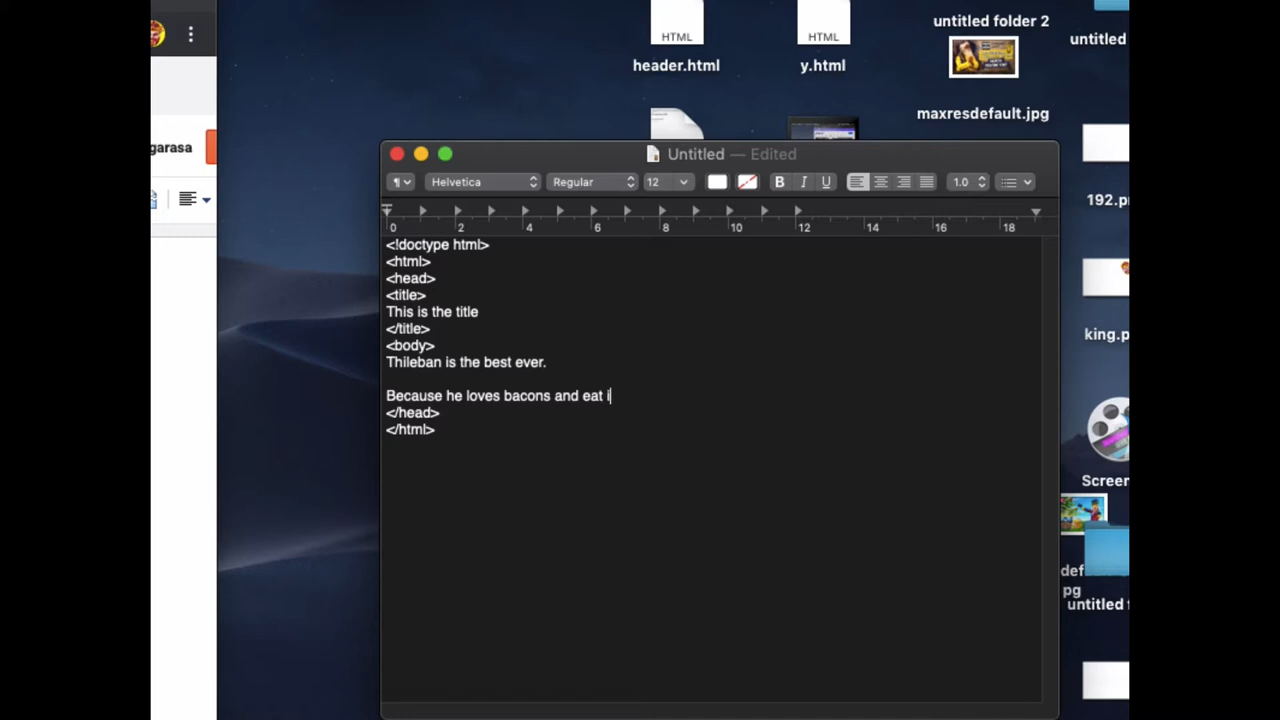 untitled folder 2
HTML
HTML
untitled
header.html
y.html
maxresdefault.jpg
garasa
Untitled — Edited
Helvetica
Regular
12
B I U
1.0
192.p
0 2 4 6 8 10 12 14 16 18
<!doctype html>
<html>
<head>
<title>
This is the title
</title>
<body>
Thileban is the best ever.
Because he loves bacons and eat i
</head>
</html>
king.p
Screen
def
pg
untitled